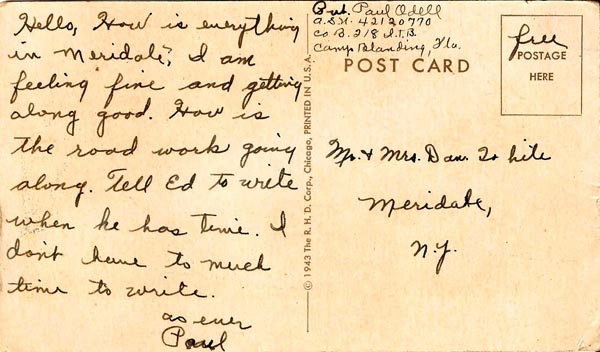 Hello, How is everything
in Meridale? I am
feeling fine and getting
along good. How is
the road work going
along. Tell Ed to write
when he has time. I
don't have to much
time to write.
as ever
Paul
© 1943 The R. H. D. Corp., Chicago, PRINTED IN U.S.A.
Pvt. Paul Odell
A.S.N. 42120770
Co B. 218 I.T.B.
Camp Blanding, Fla.
POST CARD
free
POSTAGE
HERE
Mr. & Mrs. Dan White
Meridale,
N.Y.